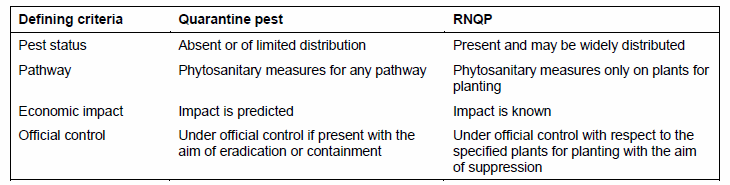 Defining criteria Quarantine pest RNQP
Pest status Absent or of limited distribution Present and may be widely distributed
Pathway Phytosanitary measures for any pathway Phytosanitary measures only on plants for
planting
Economic impact Impact is predicted Impact is known
Official control Under official control if present with the Under official control with respect to the
aim of eradication or containment specified plants for planting with the aim
of suppression